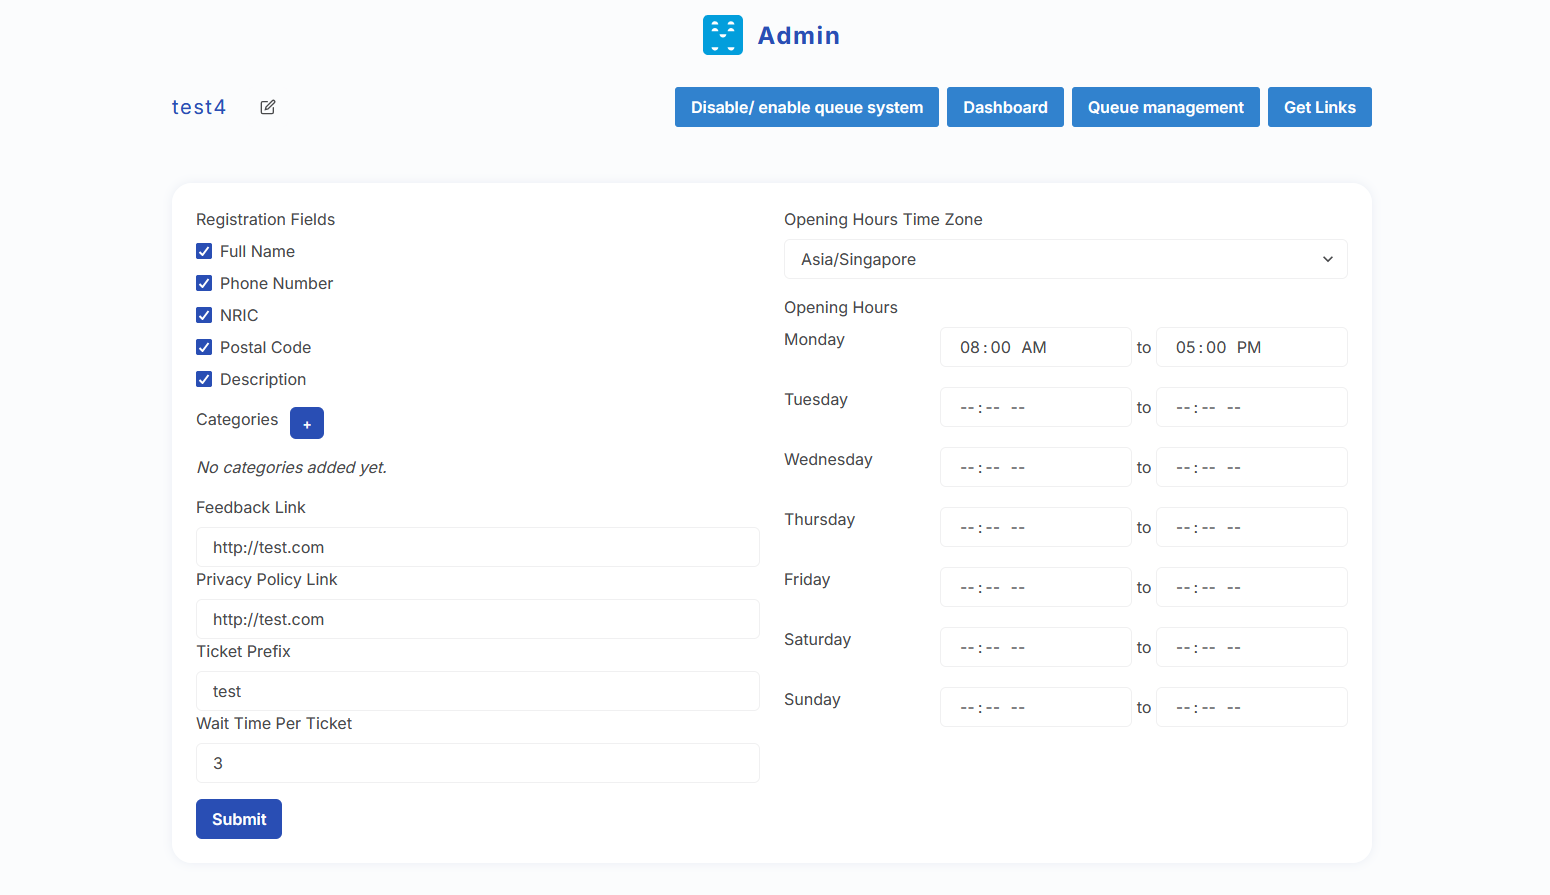 Admin
test4
Disable/ enable queue system Dashboard Queue management Get Links
Registration Fields
Full Name
Phone Number
NRIC
Postal Code
Description
Categories +
No categories added yet.
Feedback Link
http://test.com
Privacy Policy Link
http://test.com
Ticket Prefix
test
Wait Time Per Ticket
3
Submit
Opening Hours Time Zone
Asia/Singapore
Opening Hours
Monday 08:00 AM to 05:00 PM
Tuesday --:-- -- to --:-- --
Wednesday --:-- -- to --:-- --
Thursday --:-- -- to --:-- --
Friday --:-- -- to --:-- --
Saturday --:-- -- to --:-- --
Sunday --:-- -- to --:-- --